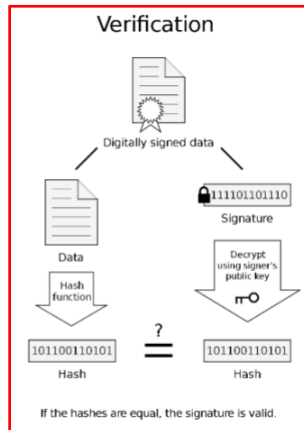 Verification
Digitally signed data
Data
111101101110
Signature
Hash
function
Decrypt
using signer's
public key
?
=
101100110101
Hash
101100110101
Hash
If the hashes are equal, the signature is valid.